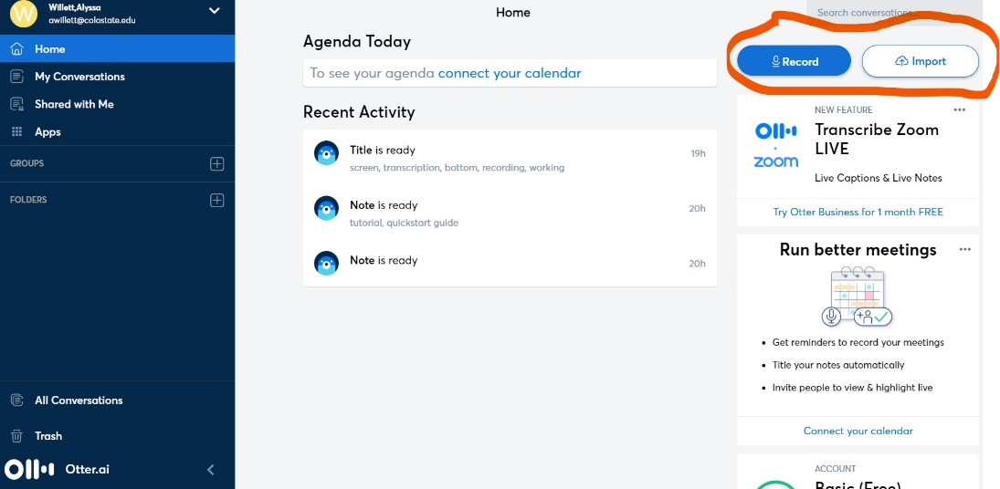 Willett,Alyssa
awillett@colostate.edu
Home
My Conversations
Shared with Me
Apps
GROUPS
FOLDERS
All Conversations
Trash
Otter.ai
Home
Agenda Today
To see your agenda connect your calendar
Recent Activity
Title is ready
19h
screen, transcription, bottom, recording, working
Note is ready
20h
tutorial, quickstart guide
Note is ready
20h
Search conversations...
Record
Import
NEW FEATURE
Transcribe Zoom
LIVE
zoom
Live Captions & Live Notes
Try Otter Business for 1 month FREE
Run better meetings
• Get reminders to record your meetings
• Title your notes automatically
• Invite people to view & highlight live
Connect your calendar
ACCOUNT
Basic (Free)